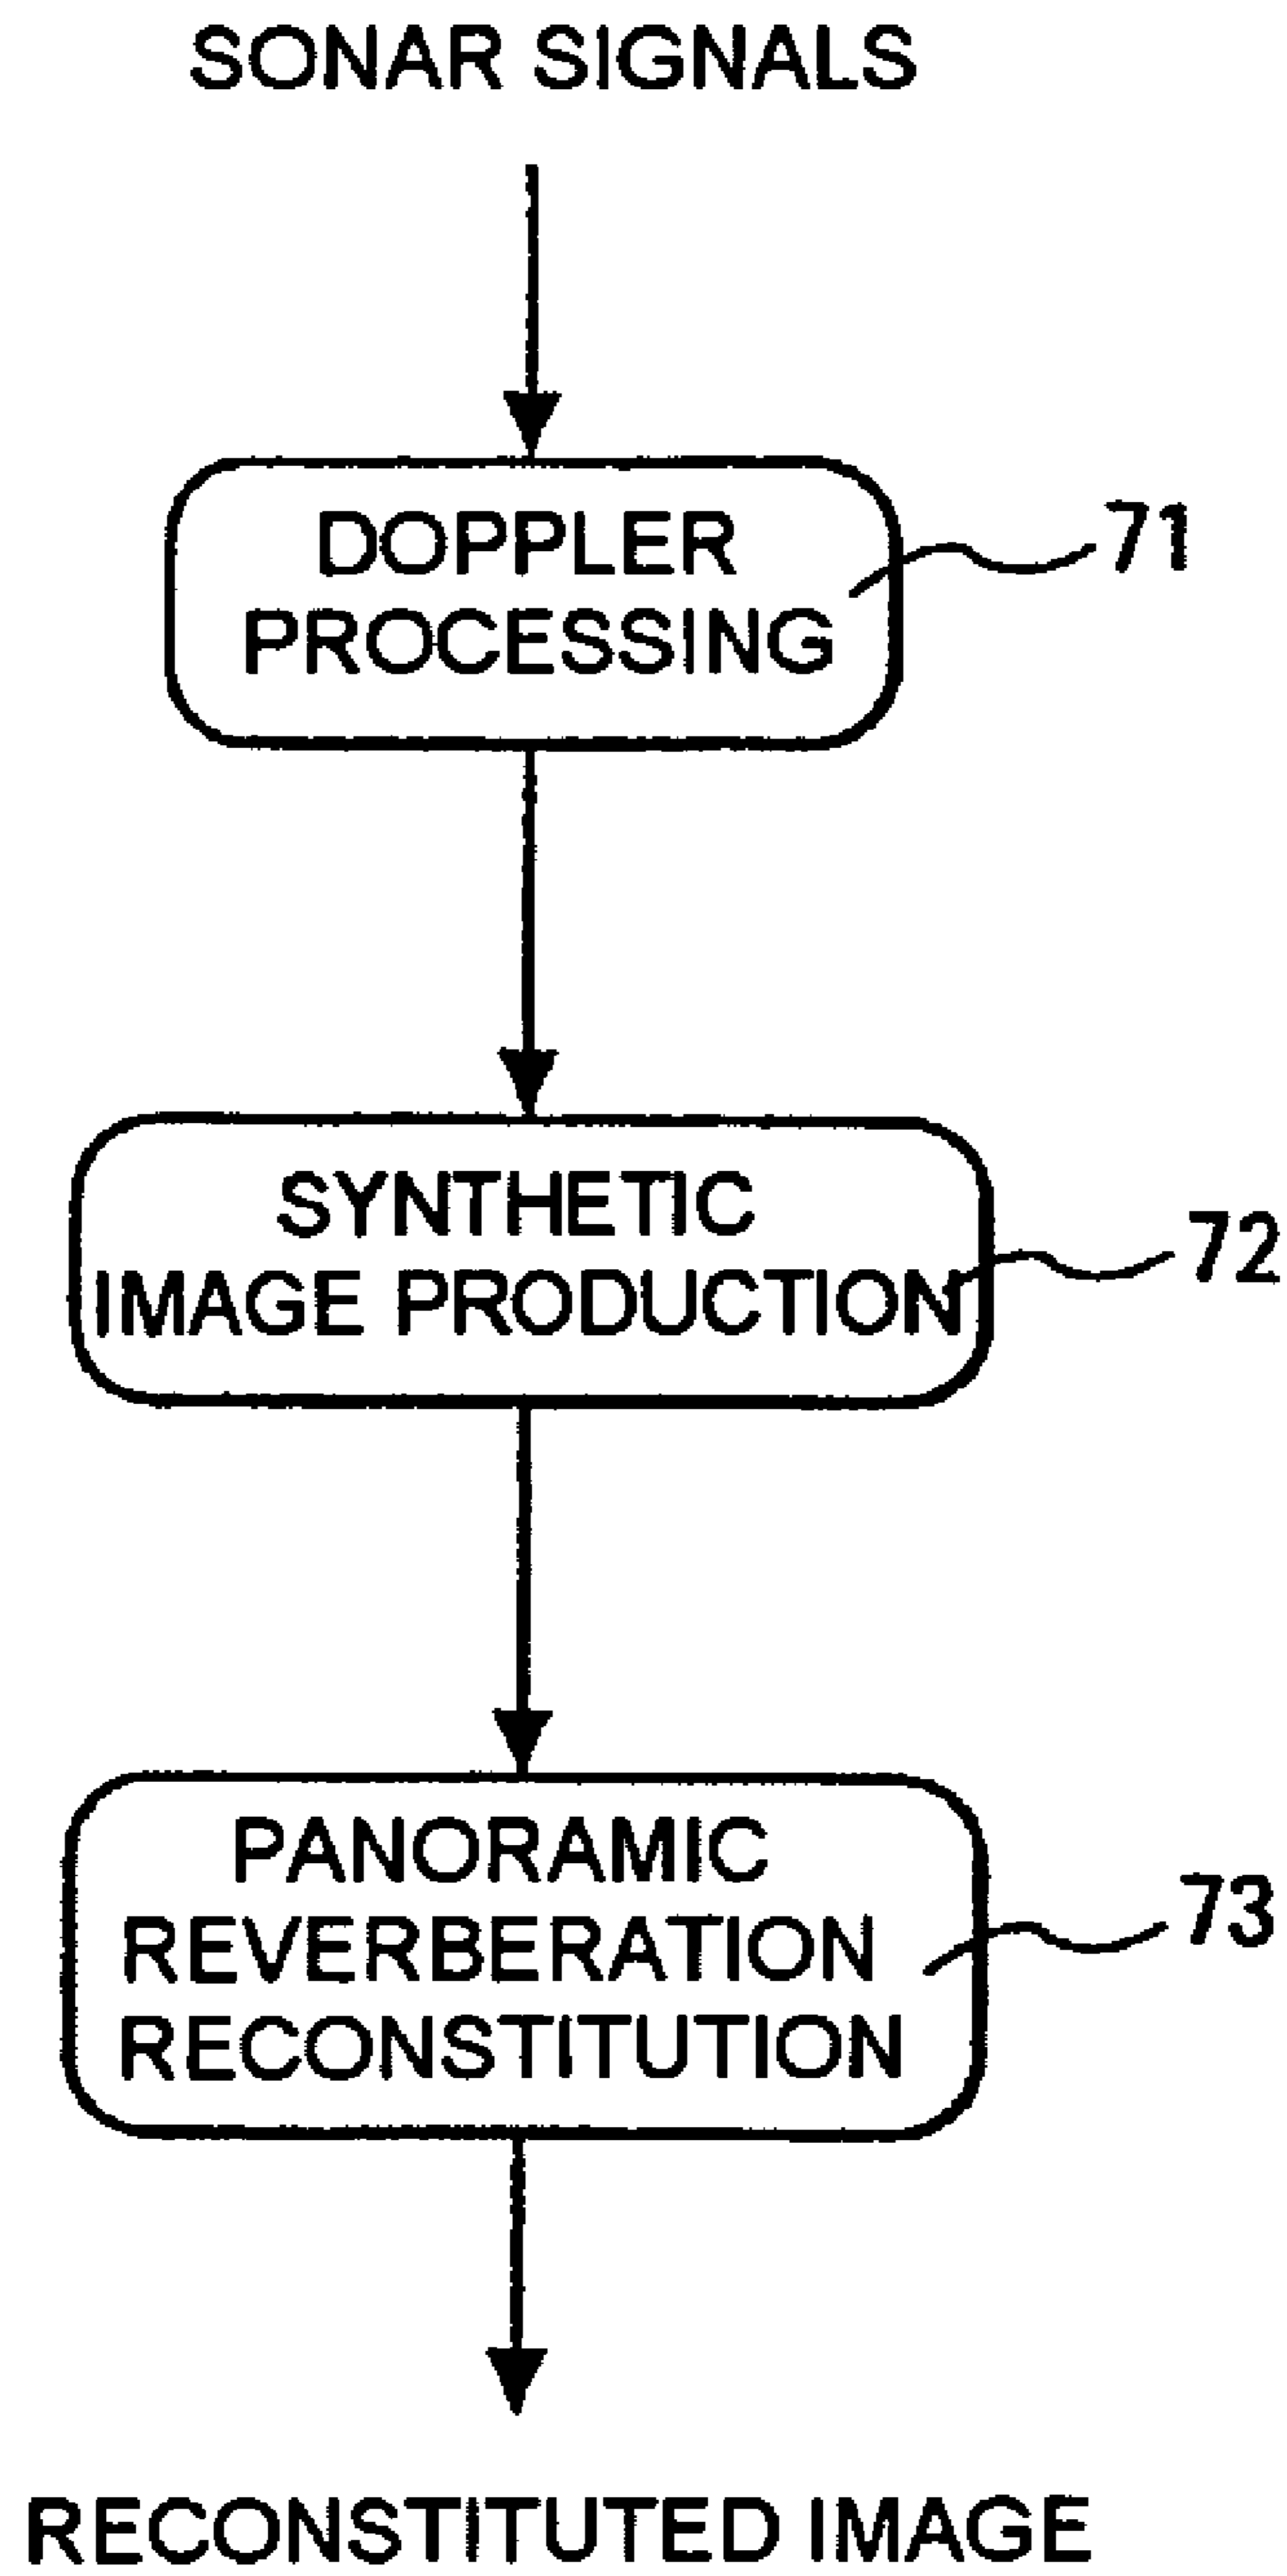 SONAR SIGNALS
DOPPLER
PROCESSING
71
SYNTHETIC
IMAGE PRODUCTION
72
PANORAMIC
REVERBERATION
RECONSTITUTION
73
RECONSTITUTED IMAGE